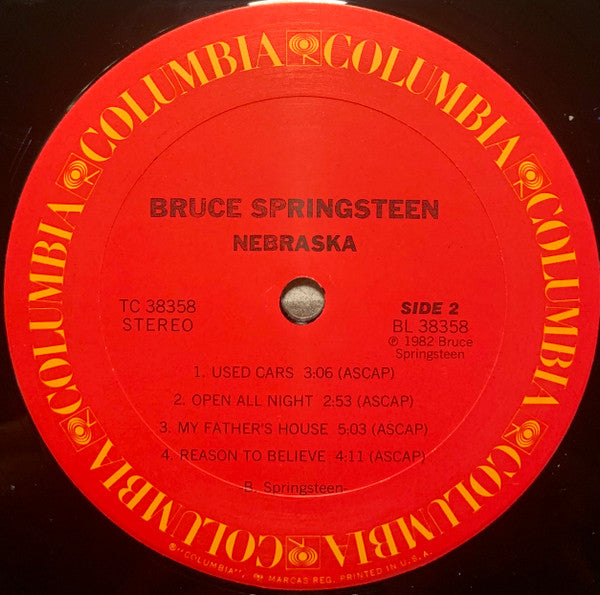 COLUMBIA COLUMBIA COLUMBIA COLUMBIA COLUMBIA COLUMBIA
BRUCE SPRINGSTEEN
NEBRASKA
TC 38358
STEREO
SIDE 2
BL 38358
℗ 1982 Bruce
Springsteen
1. USED CARS 3:06 (ASCAP)
2. OPEN ALL NIGHT 2:53 (ASCAP)
3. MY FATHER'S HOUSE 5:03 (ASCAP)
4. REASON TO BELIEVE 4:11 (ASCAP)
-B. Springsteen-
®"COLUMBIA", MARCAS REG. PRINTED IN U.S.A.